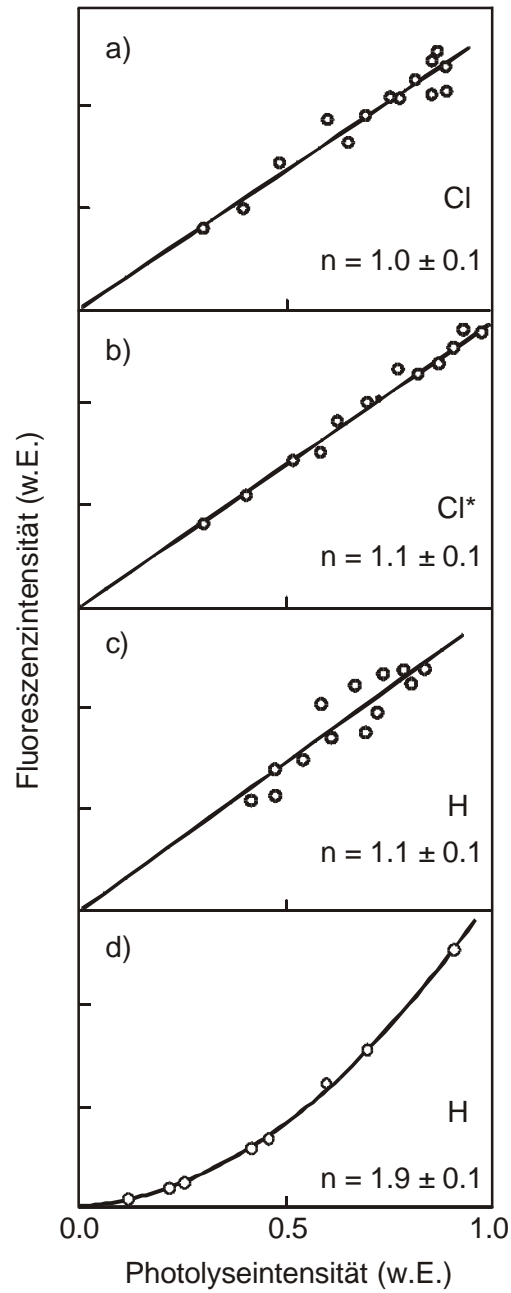 a)
Cl
n = 1.0 ± 0.1
b)
Cl*
n = 1.1 ± 0.1
c)
H
n = 1.1 ± 0.1
d)
H
n = 1.9 ± 0.1
Fluoreszenzintensität (w.E.)
0.0 0.5 1.0
Photolyseintensität (w.E.)